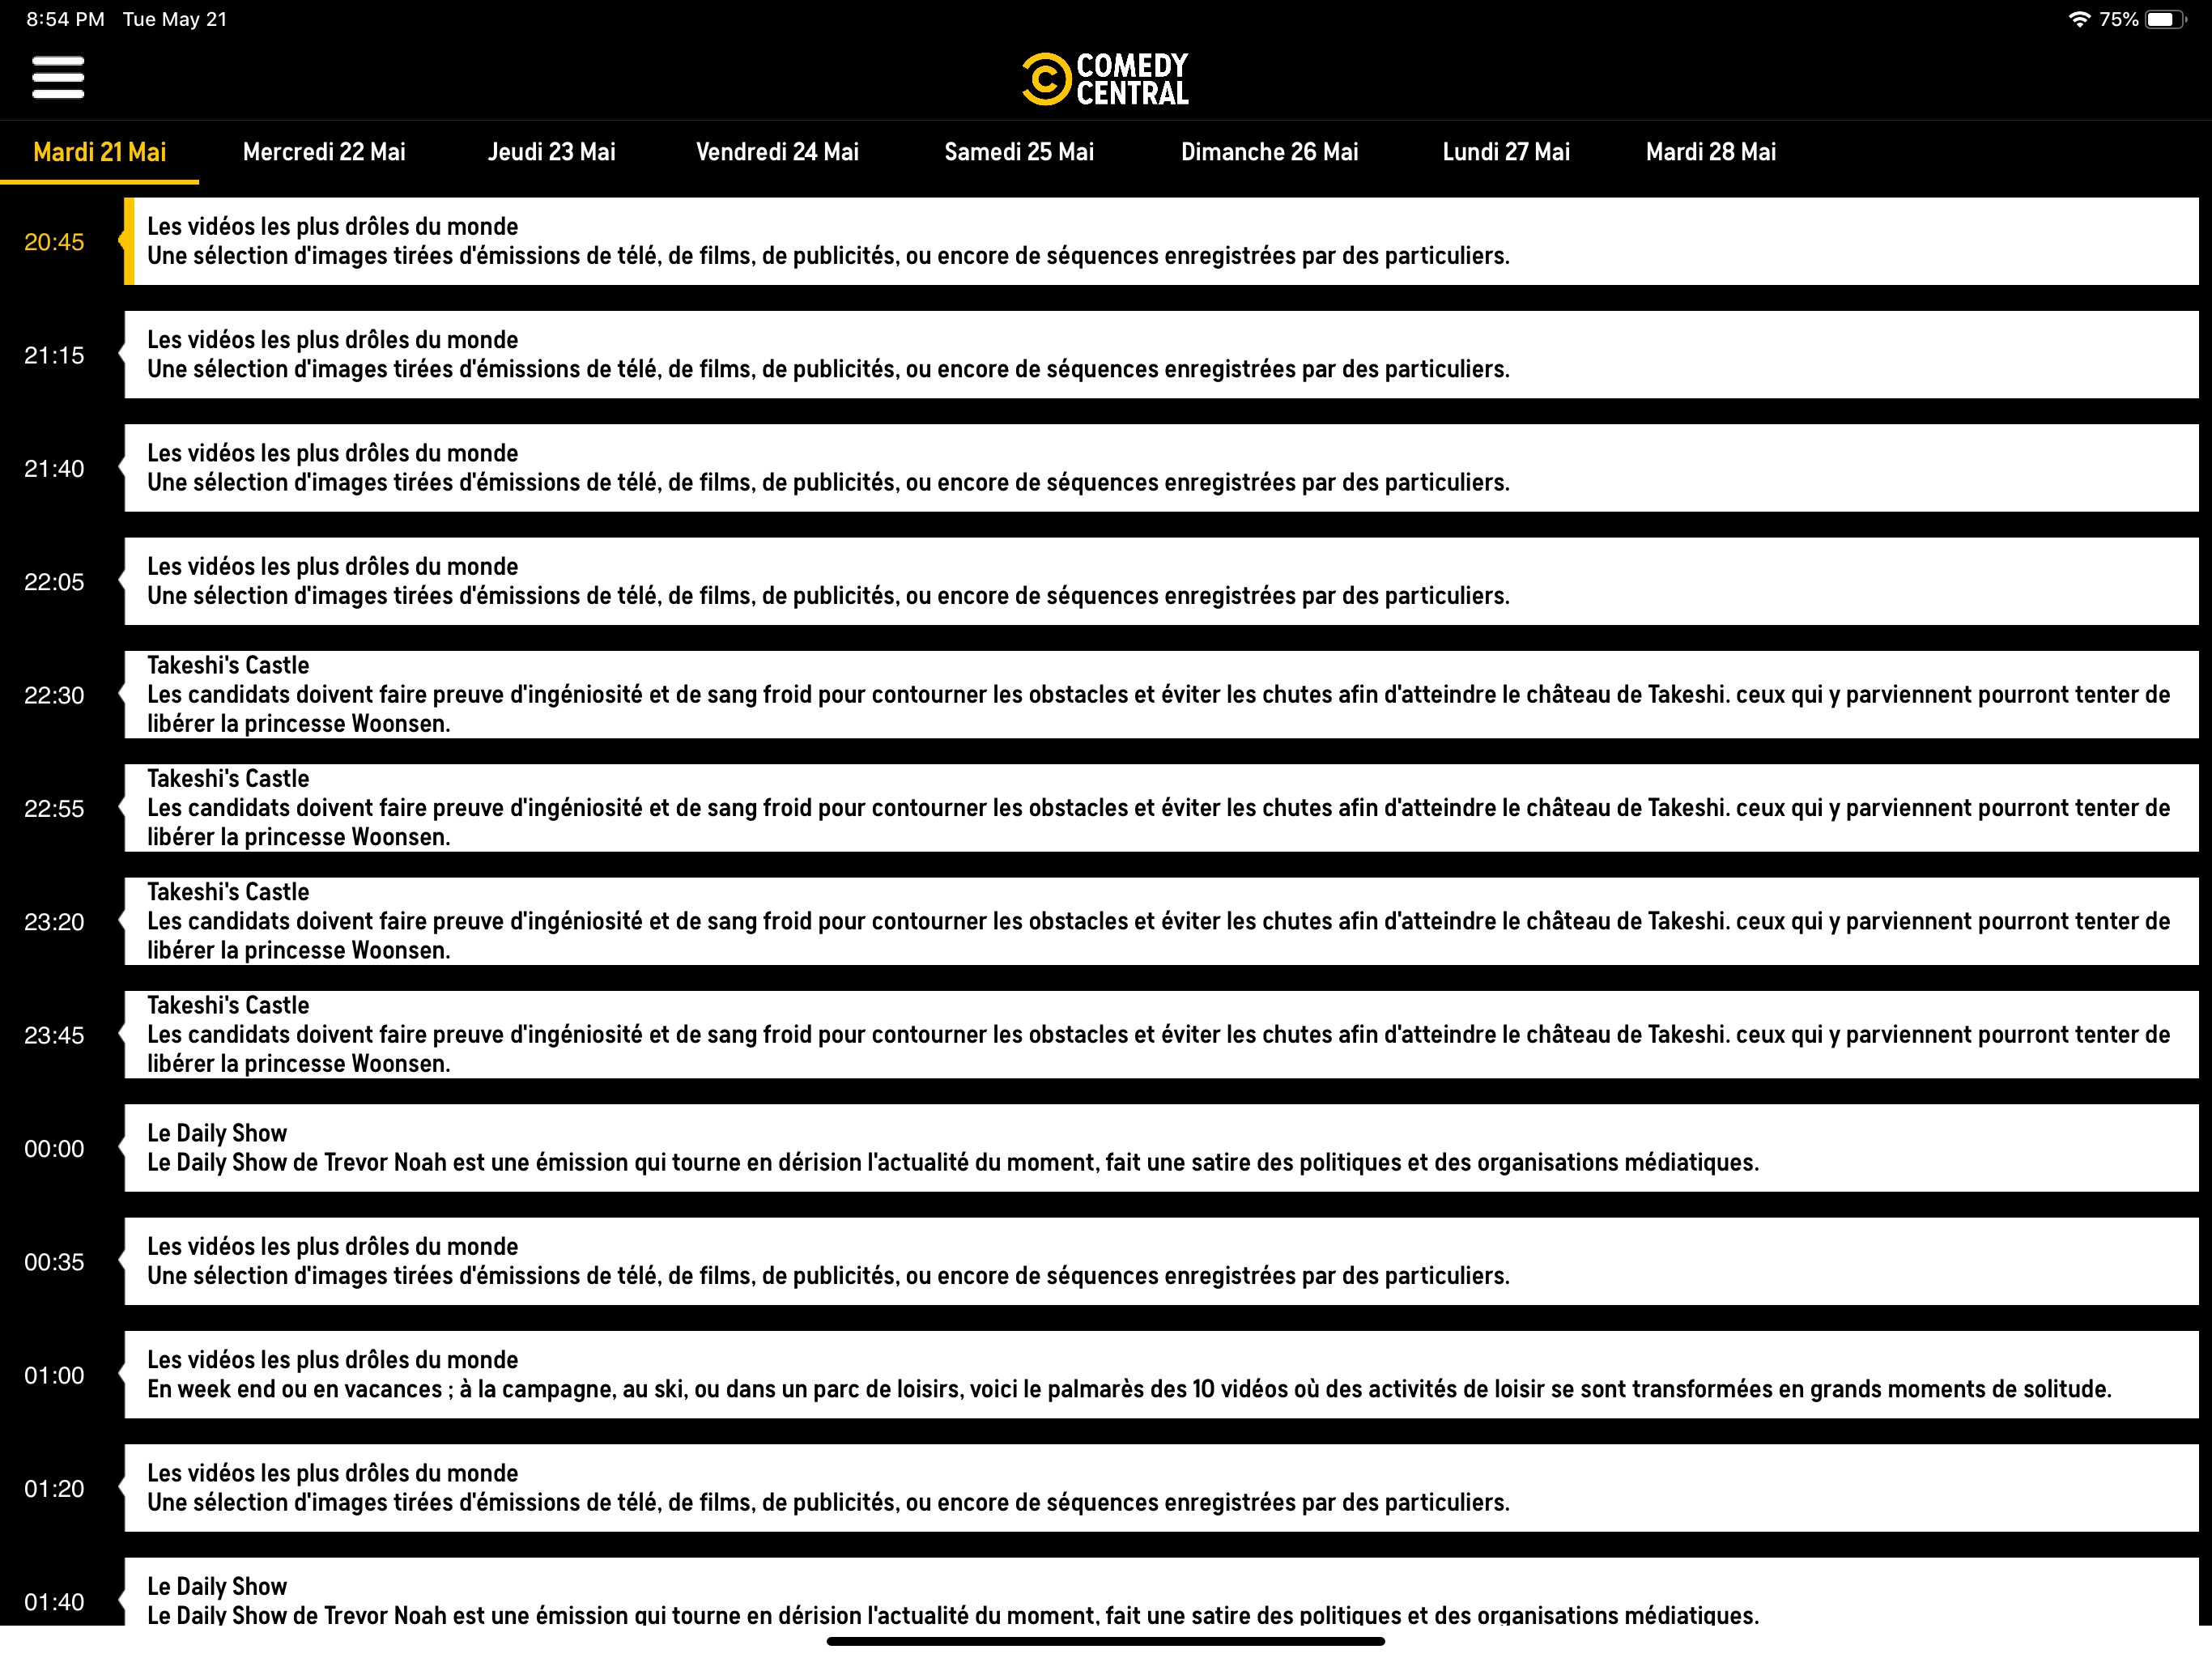 8:54 PM Tue May 21
75%
COMEDY
CENTRAL
Mardi 21 Mai Mercredi 22 Mai Jeudi 23 Mai Vendredi 24 Mai Samedi 25 Mai Dimanche 26 Mai Lundi 27 Mai Mardi 28 Mai
20:45
Les vidéos les plus drôles du monde
Une sélection d'images tirées d'émissions de télé, de films, de publicités, ou encore de séquences enregistrées par des particuliers.
21:15
Les vidéos les plus drôles du monde
Une sélection d'images tirées d'émissions de télé, de films, de publicités, ou encore de séquences enregistrées par des particuliers.
21:40
Les vidéos les plus drôles du monde
Une sélection d'images tirées d'émissions de télé, de films, de publicités, ou encore de séquences enregistrées par des particuliers.
22:05
Les vidéos les plus drôles du monde
Une sélection d'images tirées d'émissions de télé, de films, de publicités, ou encore de séquences enregistrées par des particuliers.
22:30
Takeshi's Castle
Les candidats doivent faire preuve d'ingéniosité et de sang froid pour contourner les obstacles et éviter les chutes afin d'atteindre le château de Takeshi. ceux qui y parviennent pourront tenter de
libérer la princesse Woonsen.
22:55
Takeshi's Castle
Les candidats doivent faire preuve d'ingéniosité et de sang froid pour contourner les obstacles et éviter les chutes afin d'atteindre le château de Takeshi. ceux qui y parviennent pourront tenter de
libérer la princesse Woonsen.
23:20
Takeshi's Castle
Les candidats doivent faire preuve d'ingéniosité et de sang froid pour contourner les obstacles et éviter les chutes afin d'atteindre le château de Takeshi. ceux qui y parviennent pourront tenter de
libérer la princesse Woonsen.
23:45
Takeshi's Castle
Les candidats doivent faire preuve d'ingéniosité et de sang froid pour contourner les obstacles et éviter les chutes afin d'atteindre le château de Takeshi. ceux qui y parviennent pourront tenter de
libérer la princesse Woonsen.
00:00
Le Daily Show
Le Daily Show de Trevor Noah est une émission qui tourne en dérision l'actualité du moment, fait une satire des politiques et des organisations médiatiques.
00:35
Les vidéos les plus drôles du monde
Une sélection d'images tirées d'émissions de télé, de films, de publicités, ou encore de séquences enregistrées par des particuliers.
01:00
Les vidéos les plus drôles du monde
En week end ou en vacances ; à la campagne, au ski, ou dans un parc de loisirs, voici le palmarès des 10 vidéos où des activités de loisir se sont transformées en grands moments de solitude.
01:20
Les vidéos les plus drôles du monde
Une sélection d'images tirées d'émissions de télé, de films, de publicités, ou encore de séquences enregistrées par des particuliers.
01:40
Le Daily Show
Le Daily Show de Trevor Noah est une émission qui tourne en dérision l'actualité du moment, fait une satire des politiques et des organisations médiatiques.